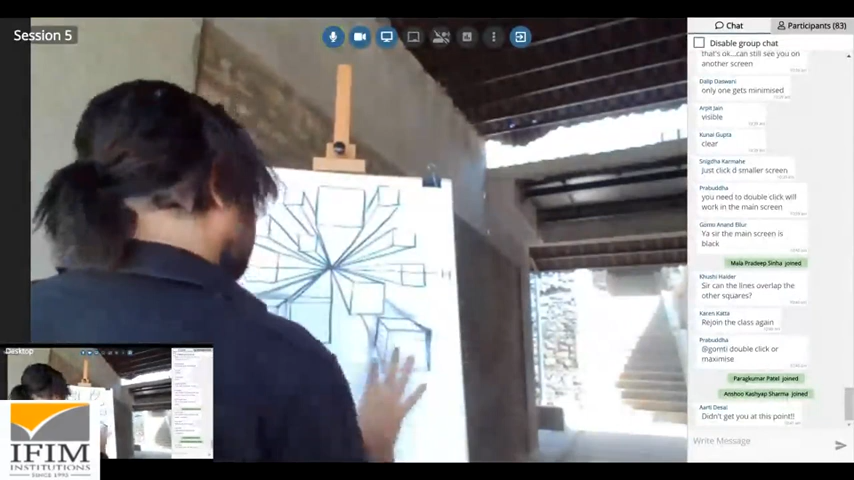 Session 5
Chat
Participants (83)
Disable group chat
that's ok...can still see you on
another screen
Dalip Daswani
only one gets minimised
Arpit Jain
visible
Kunal Gupta
clear
Snigdha Karmahe
just click d smaller screen
Prabuddha
you need to double click will
work in the main screen
Gomo Anand Blur
Ya sir the main screen is
black
Mala Pradeep Sinha joined
Khushi Haider
Sir can the lines overlap the
other squares?
Karen Katta
Rejoin the class again
Prabuddha
@gomti double click or
maximise
Paragkumar Patel joined
Anshoo Kashyap Sharma joined
Aarti Desai
Didn't get you at this point!!
Write Message
Desktop
IFIM
INSTITUTIONS
SINCE 1995